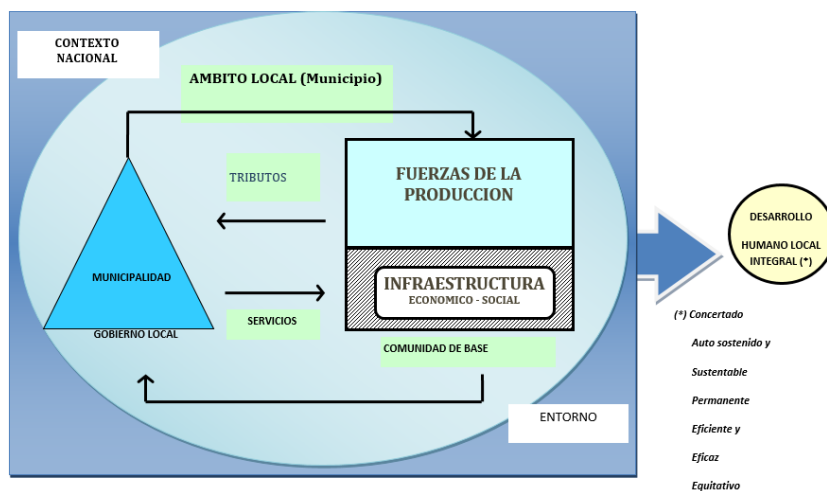 CONTEXTO
NACIONAL
AMBITO LOCAL (Municipio)
TRIBUTOS
FUERZAS DE LA
PRODUCCION
MUNICIPALIDAD
INFRAESTRUCTURA
ECONOMICO - SOCIAL
SERVICIOS
GOBIERNO LOCAL
COMUNIDAD DE BASE
ENTORNO
DESARROLLO
HUMANO LOCAL
INTEGRAL (*)
(*) Concertado
Auto sostenido y
Sustentable
Permanente
Eficiente y
Eficaz
Equitativo